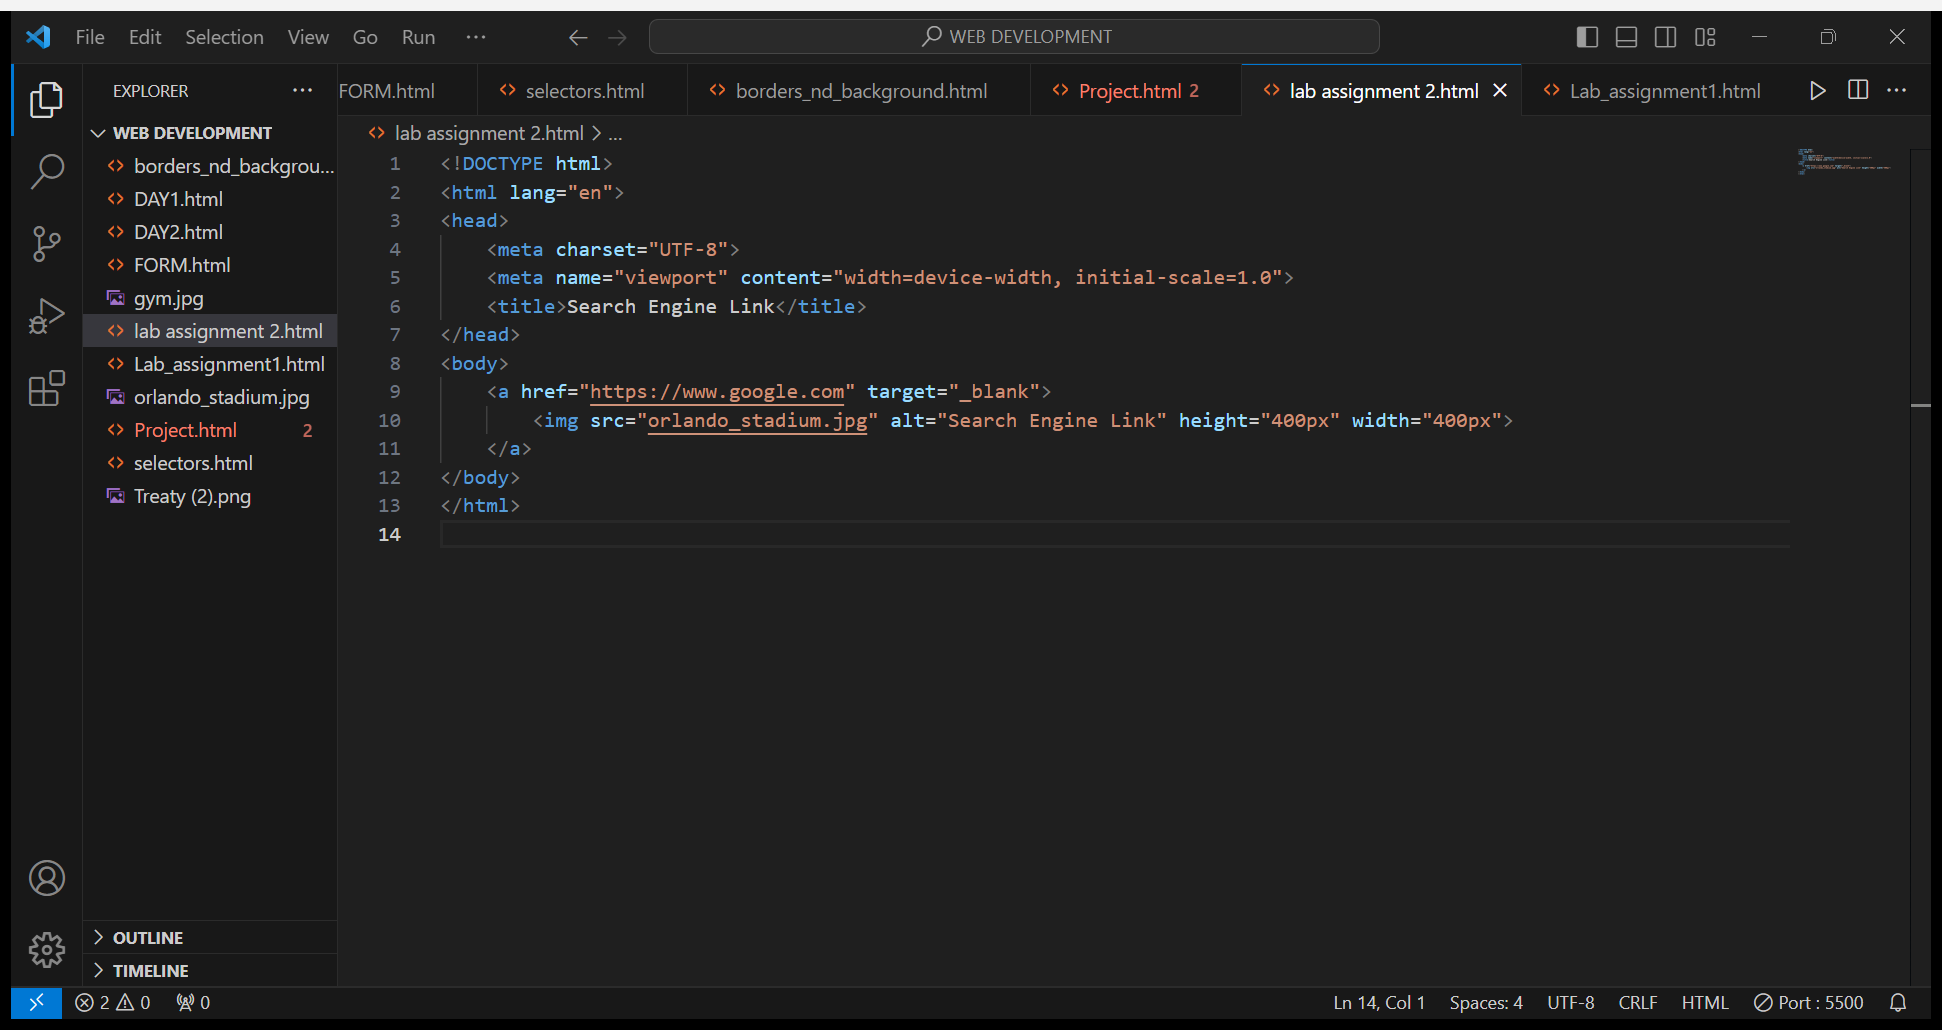 File Edit Selection View Go Run ··· WEB DEVELOPMENT
EXPLORER ···
WEB DEVELOPMENT
borders_nd_backgrou...
DAY1.html
DAY2.html
FORM.html
gym.jpg
lab assignment 2.html
Lab_assignment1.html
orlando_stadium.jpg
Project.html 2
selectors.html
Treaty (2).png
OUTLINE
TIMELINE
FORM.html selectors.html borders_nd_background.html Project.html 2 lab assignment 2.html Lab_assignment1.html ···
lab assignment 2.html > ...
1 <!DOCTYPE html>
2 <html lang="en">
3 <head>
4 <meta charset="UTF-8">
5 <meta name="viewport" content="width=device-width, initial-scale=1.0">
6 <title>Search Engine Link</title>
7 </head>
8 <body>
9 <a href="https://www.google.com" target="_blank">
10 <img src="orlando_stadium.jpg" alt="Search Engine Link" height="400px" width="400px">
11 </a>
12 </body>
13 </html>
14
2 0 0 Ln 14, Col 1 Spaces: 4 UTF-8 CRLF HTML Port : 5500